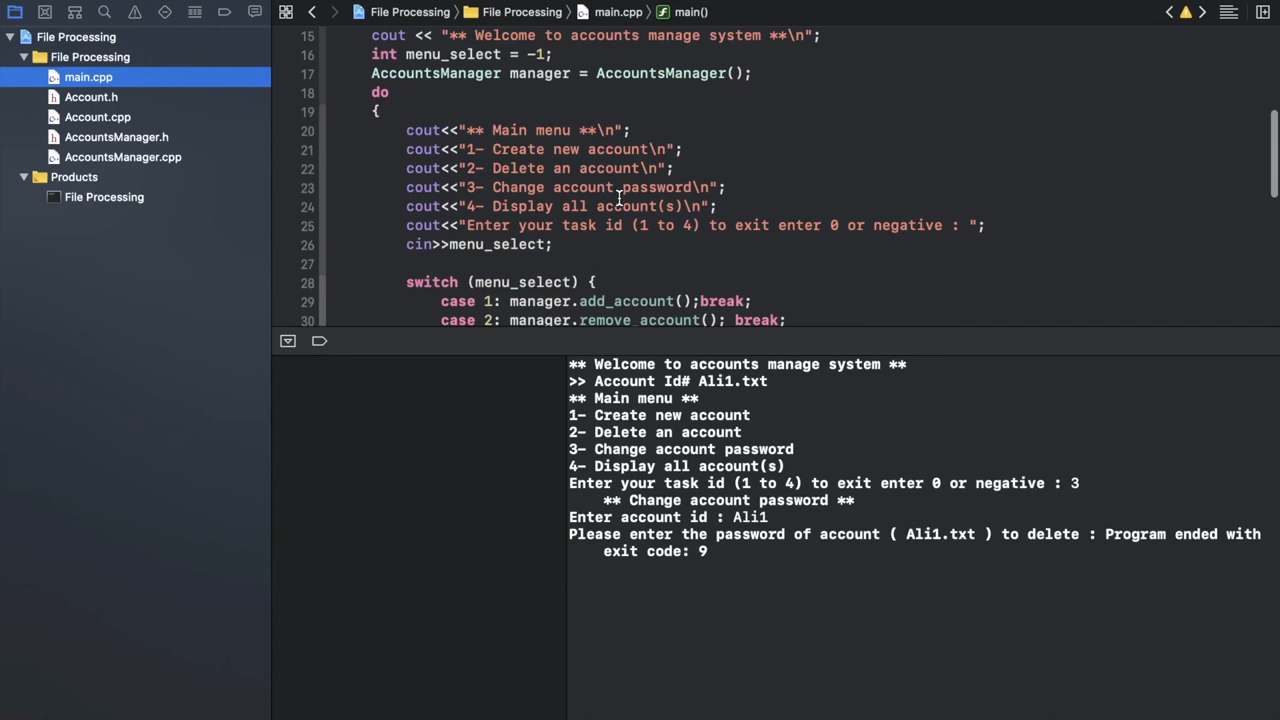 File Processing
File Processing
main.cpp
main()
File Processing
File Processing
main.cpp
Account.h
Account.cpp
AccountsManager.h
AccountsManager.cpp
Products
File Processing
15 cout << "** Welcome to accounts manage system **\n";
16 int menu_select = -1;
17 AccountsManager manager = AccountsManager();
18 do
19 {
20 cout<<"** Main menu **\n";
21 cout<<"1- Create new account\n";
22 cout<<"2- Delete an account\n";
23 cout<<"3- Change account password\n";
24 cout<<"4- Display all account(s)\n";
25 cout<<"Enter your task id (1 to 4) to exit enter 0 or negative : ";
26 cin>>menu_select;
27
28 switch (menu_select) {
29 case 1: manager.add_account();break;
30 case 2: manager.remove_account(); break;
** Welcome to accounts manage system **
>> Account Id# Ali1.txt
** Main menu **
1- Create new account
2- Delete an account
3- Change account password
4- Display all account(s)
Enter your task id (1 to 4) to exit enter 0 or negative : 3
** Change account password **
Enter account id : Ali1
Please enter the password of account ( Ali1.txt ) to delete : Program ended with
exit code: 9